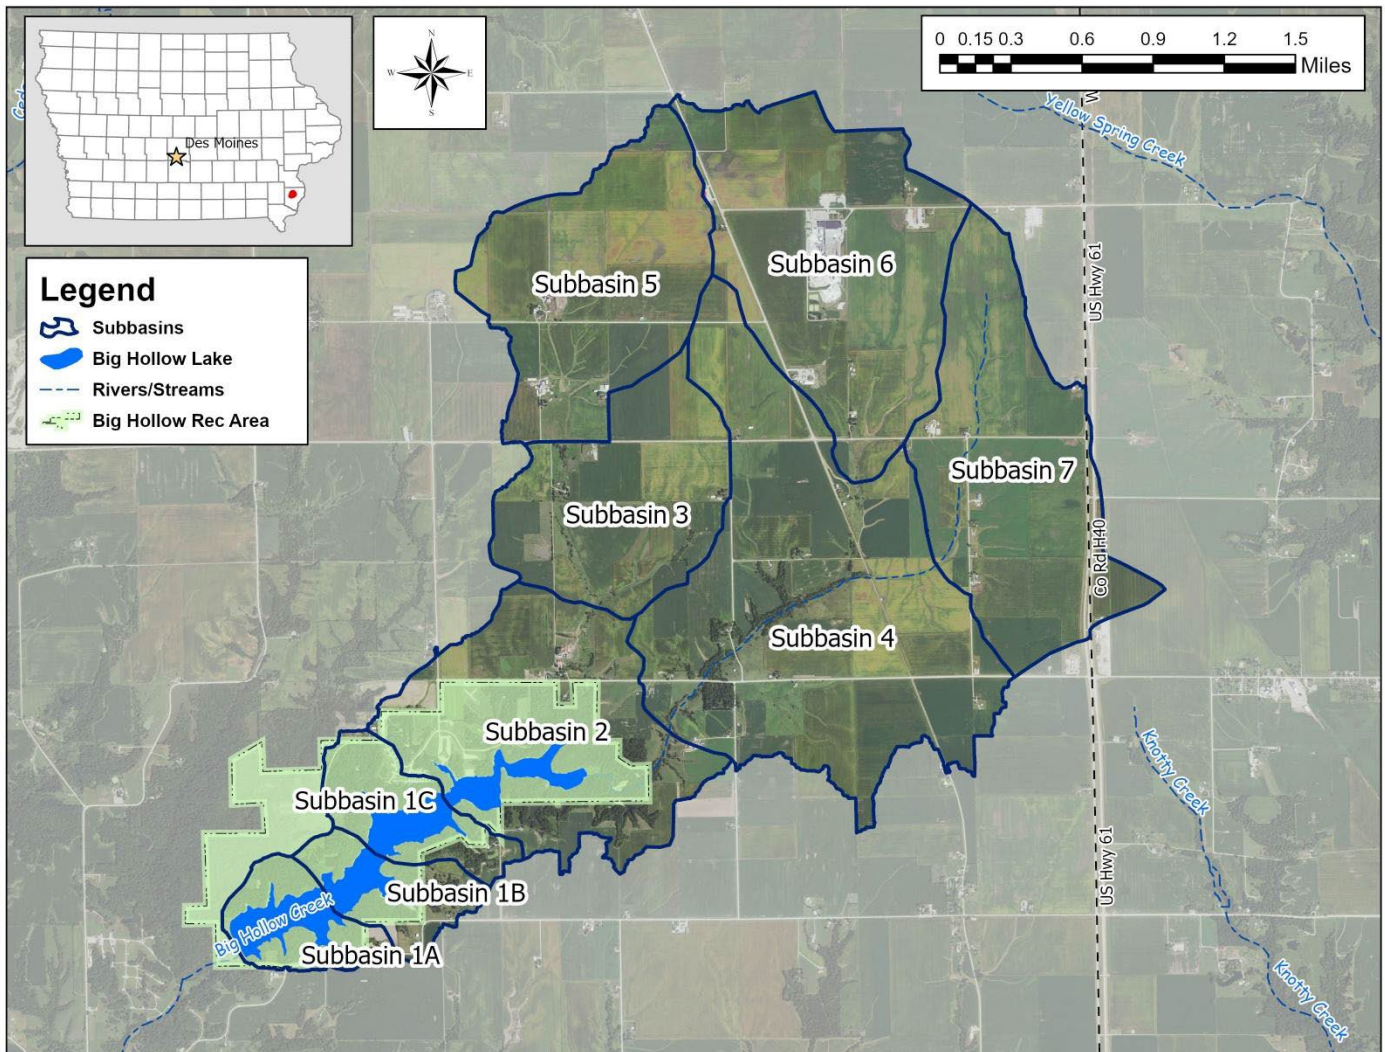 Des Moines
N
W
E
S
0 0.15 0.3 0.6 0.9 1.2 1.5
Miles
Legend
Subbasins
Big Hollow Lake
Rivers/Streams
Big Hollow Rec Area
Yellow Spring Creek
Subbasin 5
Subbasin 6
US Hwy 61
Subbasin 7
Subbasin 3
Co Rd H40
Subbasin 4
Subbasin 2
Knotty Creek
Subbasin 1C
US Hwy 61
Subbasin 1B
Big Hollow Creek
Subbasin 1A
Knotty Creek